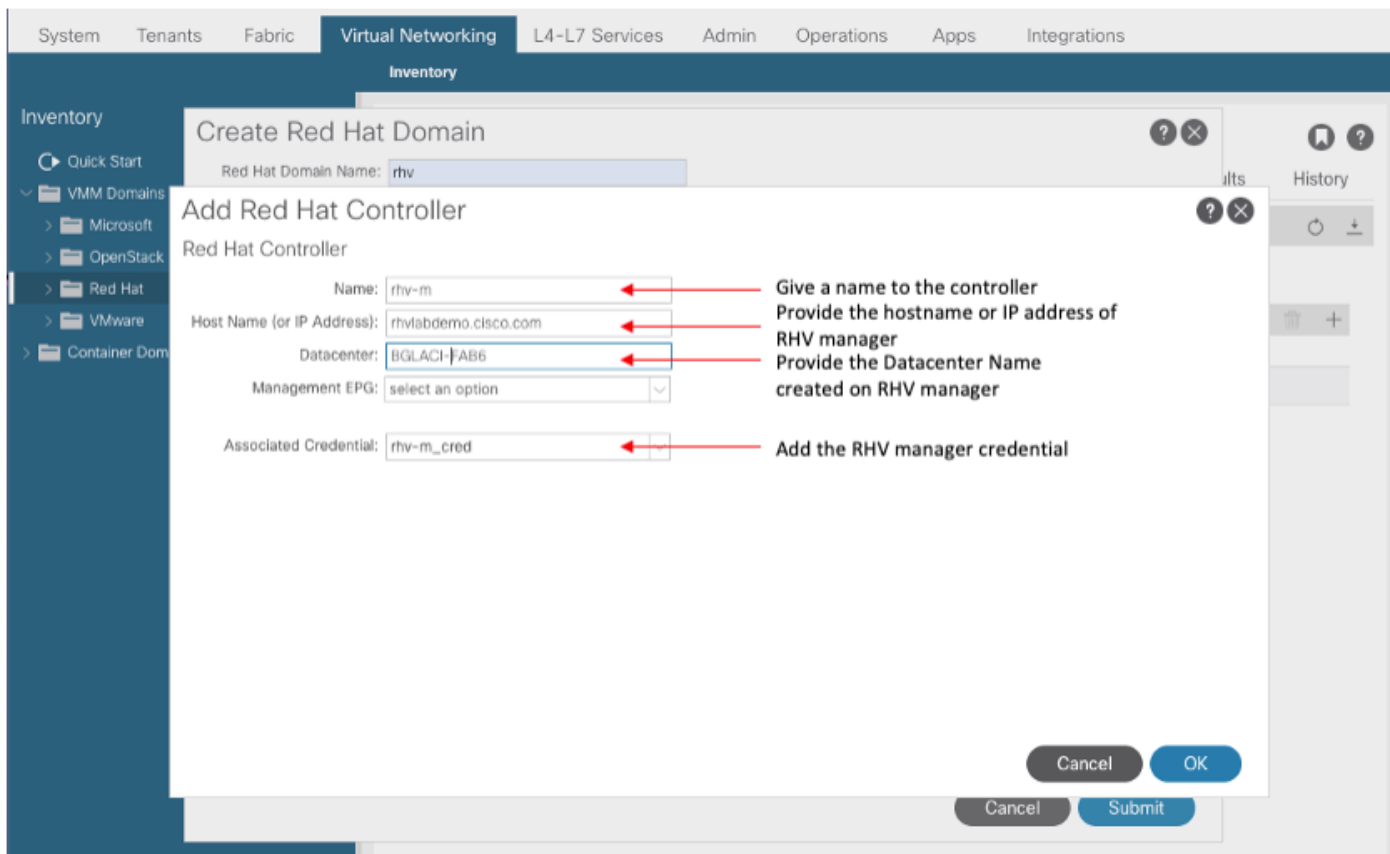 System Tenants Fabric Virtual Networking L4-L7 Services Admin Operations Apps Integrations
Inventory
Inventory
Quick Start
VMM Domains
Microsoft
OpenStack
Red Hat
VMware
Container Dom
Create Red Hat Domain
Red Hat Domain Name: rhv
ults History
Add Red Hat Controller
Red Hat Controller
Name: rhv-m
Give a name to the controller
Host Name (or IP Address): rhvlabdemo.cisco.com
Provide the hostname or IP address of
RHV manager
Datacenter: BGLACI-FAB6
Provide the Datacenter Name
created on RHV manager
Management EPG: select an option
Associated Credential: rhv-m_cred
Add the RHV manager credential
Cancel OK
Cancel Submit